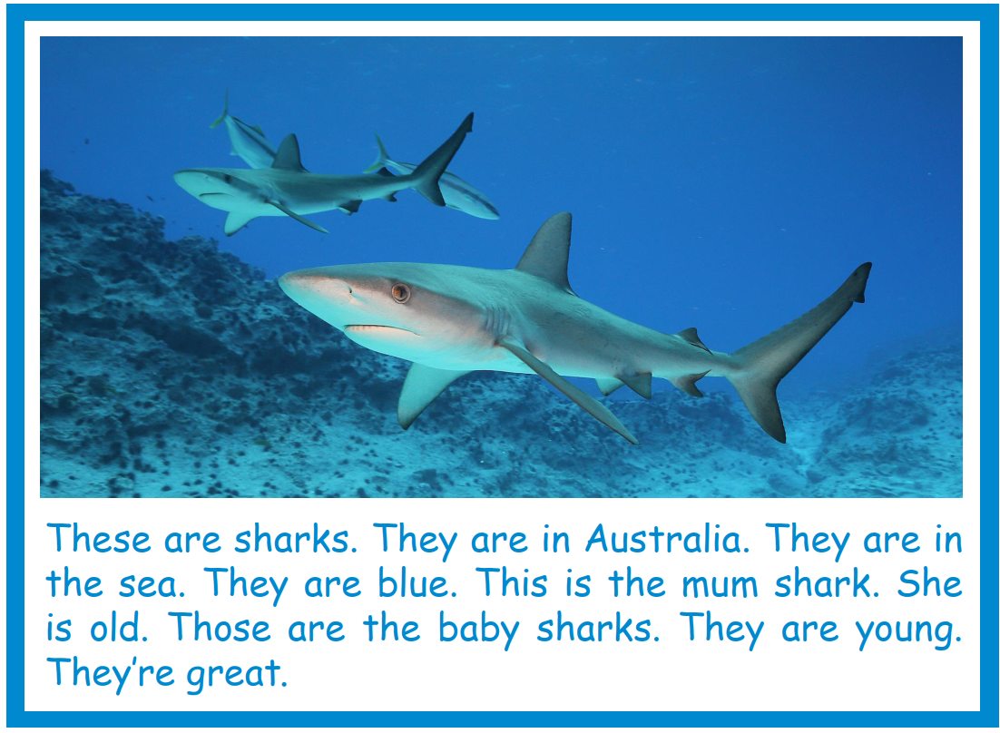 These are sharks. They are in Australia. They are in
the sea. They are blue. This is the mum shark. She
is old. Those are the baby sharks. They are young.
They’re great.